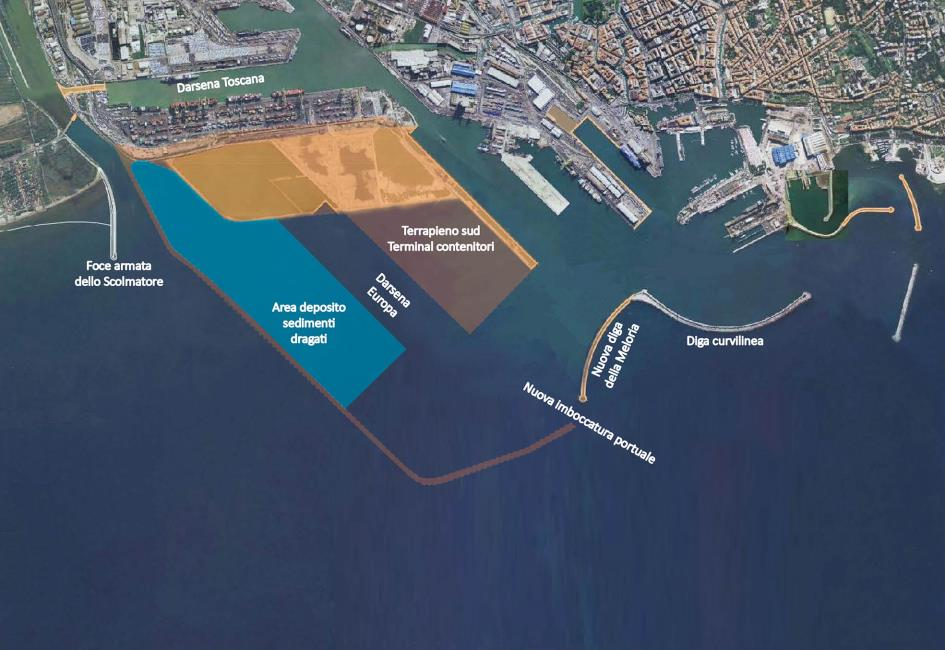 Darsena Toscana
Terrapieno sud
Terminal contenitori
Foce armata
dello Scolmatore
Darsena
Europa
Area deposito
sedimenti
dragati
Nuova diga
della Meloria
Diga curvilinea
Nuova imboccatura portuale